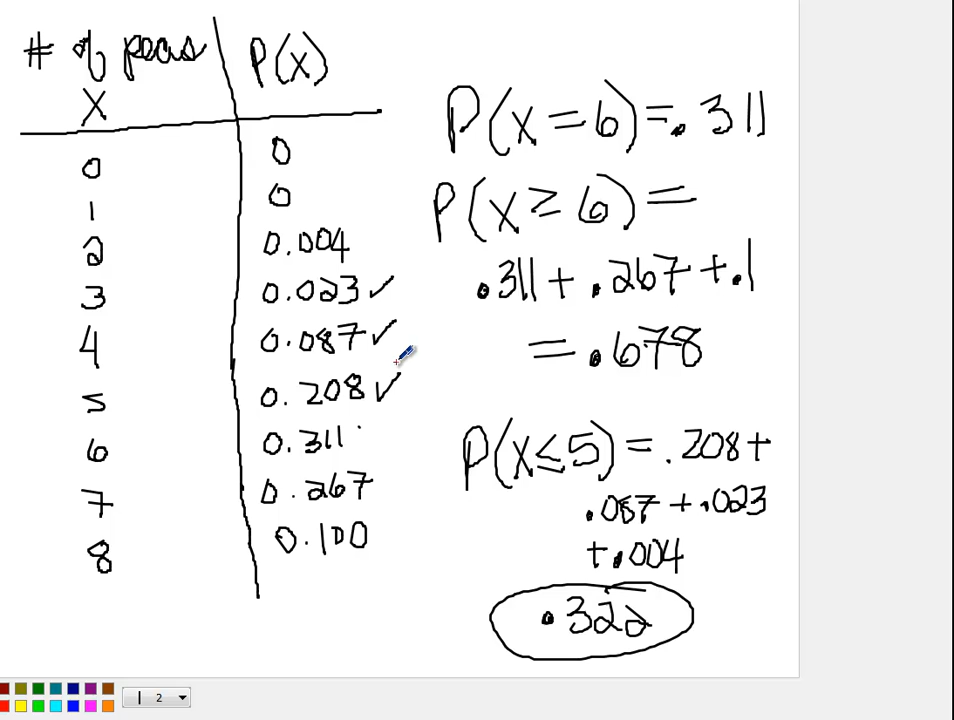 # of peas
X P(x)
0 0
1 0
2 0.004
3 0.023 ✓
4 0.087 ✓
5 0.208 ✓
6 0.311
7 0.267
8 0.100
P(x=6)=.311
P(x≥6)=
.311+.267+.1
=.678
P(x≤5)=.208+
.087+.023
+.004
.322
2